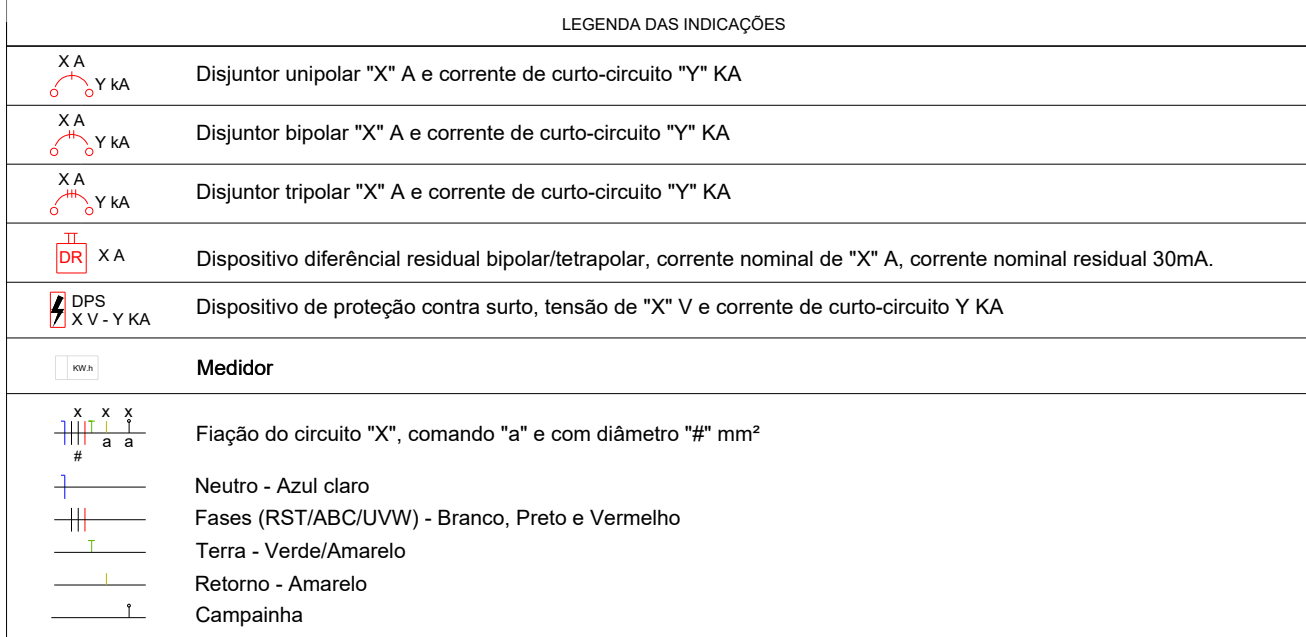 LEGENDA DAS INDICAÇÕES
X A
Y kA
Disjuntor unipolar "X" A e corrente de curto-circuito "Y" KA
X A
Y kA
Disjuntor bipolar "X" A e corrente de curto-circuito "Y" KA
X A
Y kA
Disjuntor tripolar "X" A e corrente de curto-circuito "Y" KA
DR X A
Dispositivo diferêncial residual bipolar/tetrapolar, corrente nominal de "X" A, corrente nominal residual 30mA.
DPS
X V - Y KA
Dispositivo de proteção contra surto, tensão de "X" V e corrente de curto-circuito Y KA
KW.h
Medidor
x x x
a a
#
Fiação do circuito "X", comando "a" e com diâmetro "#" mm²
Neutro - Azul claro
Fases (RST/ABC/UVW) - Branco, Preto e Vermelho
Terra - Verde/Amarelo
Retorno - Amarelo
Campainha